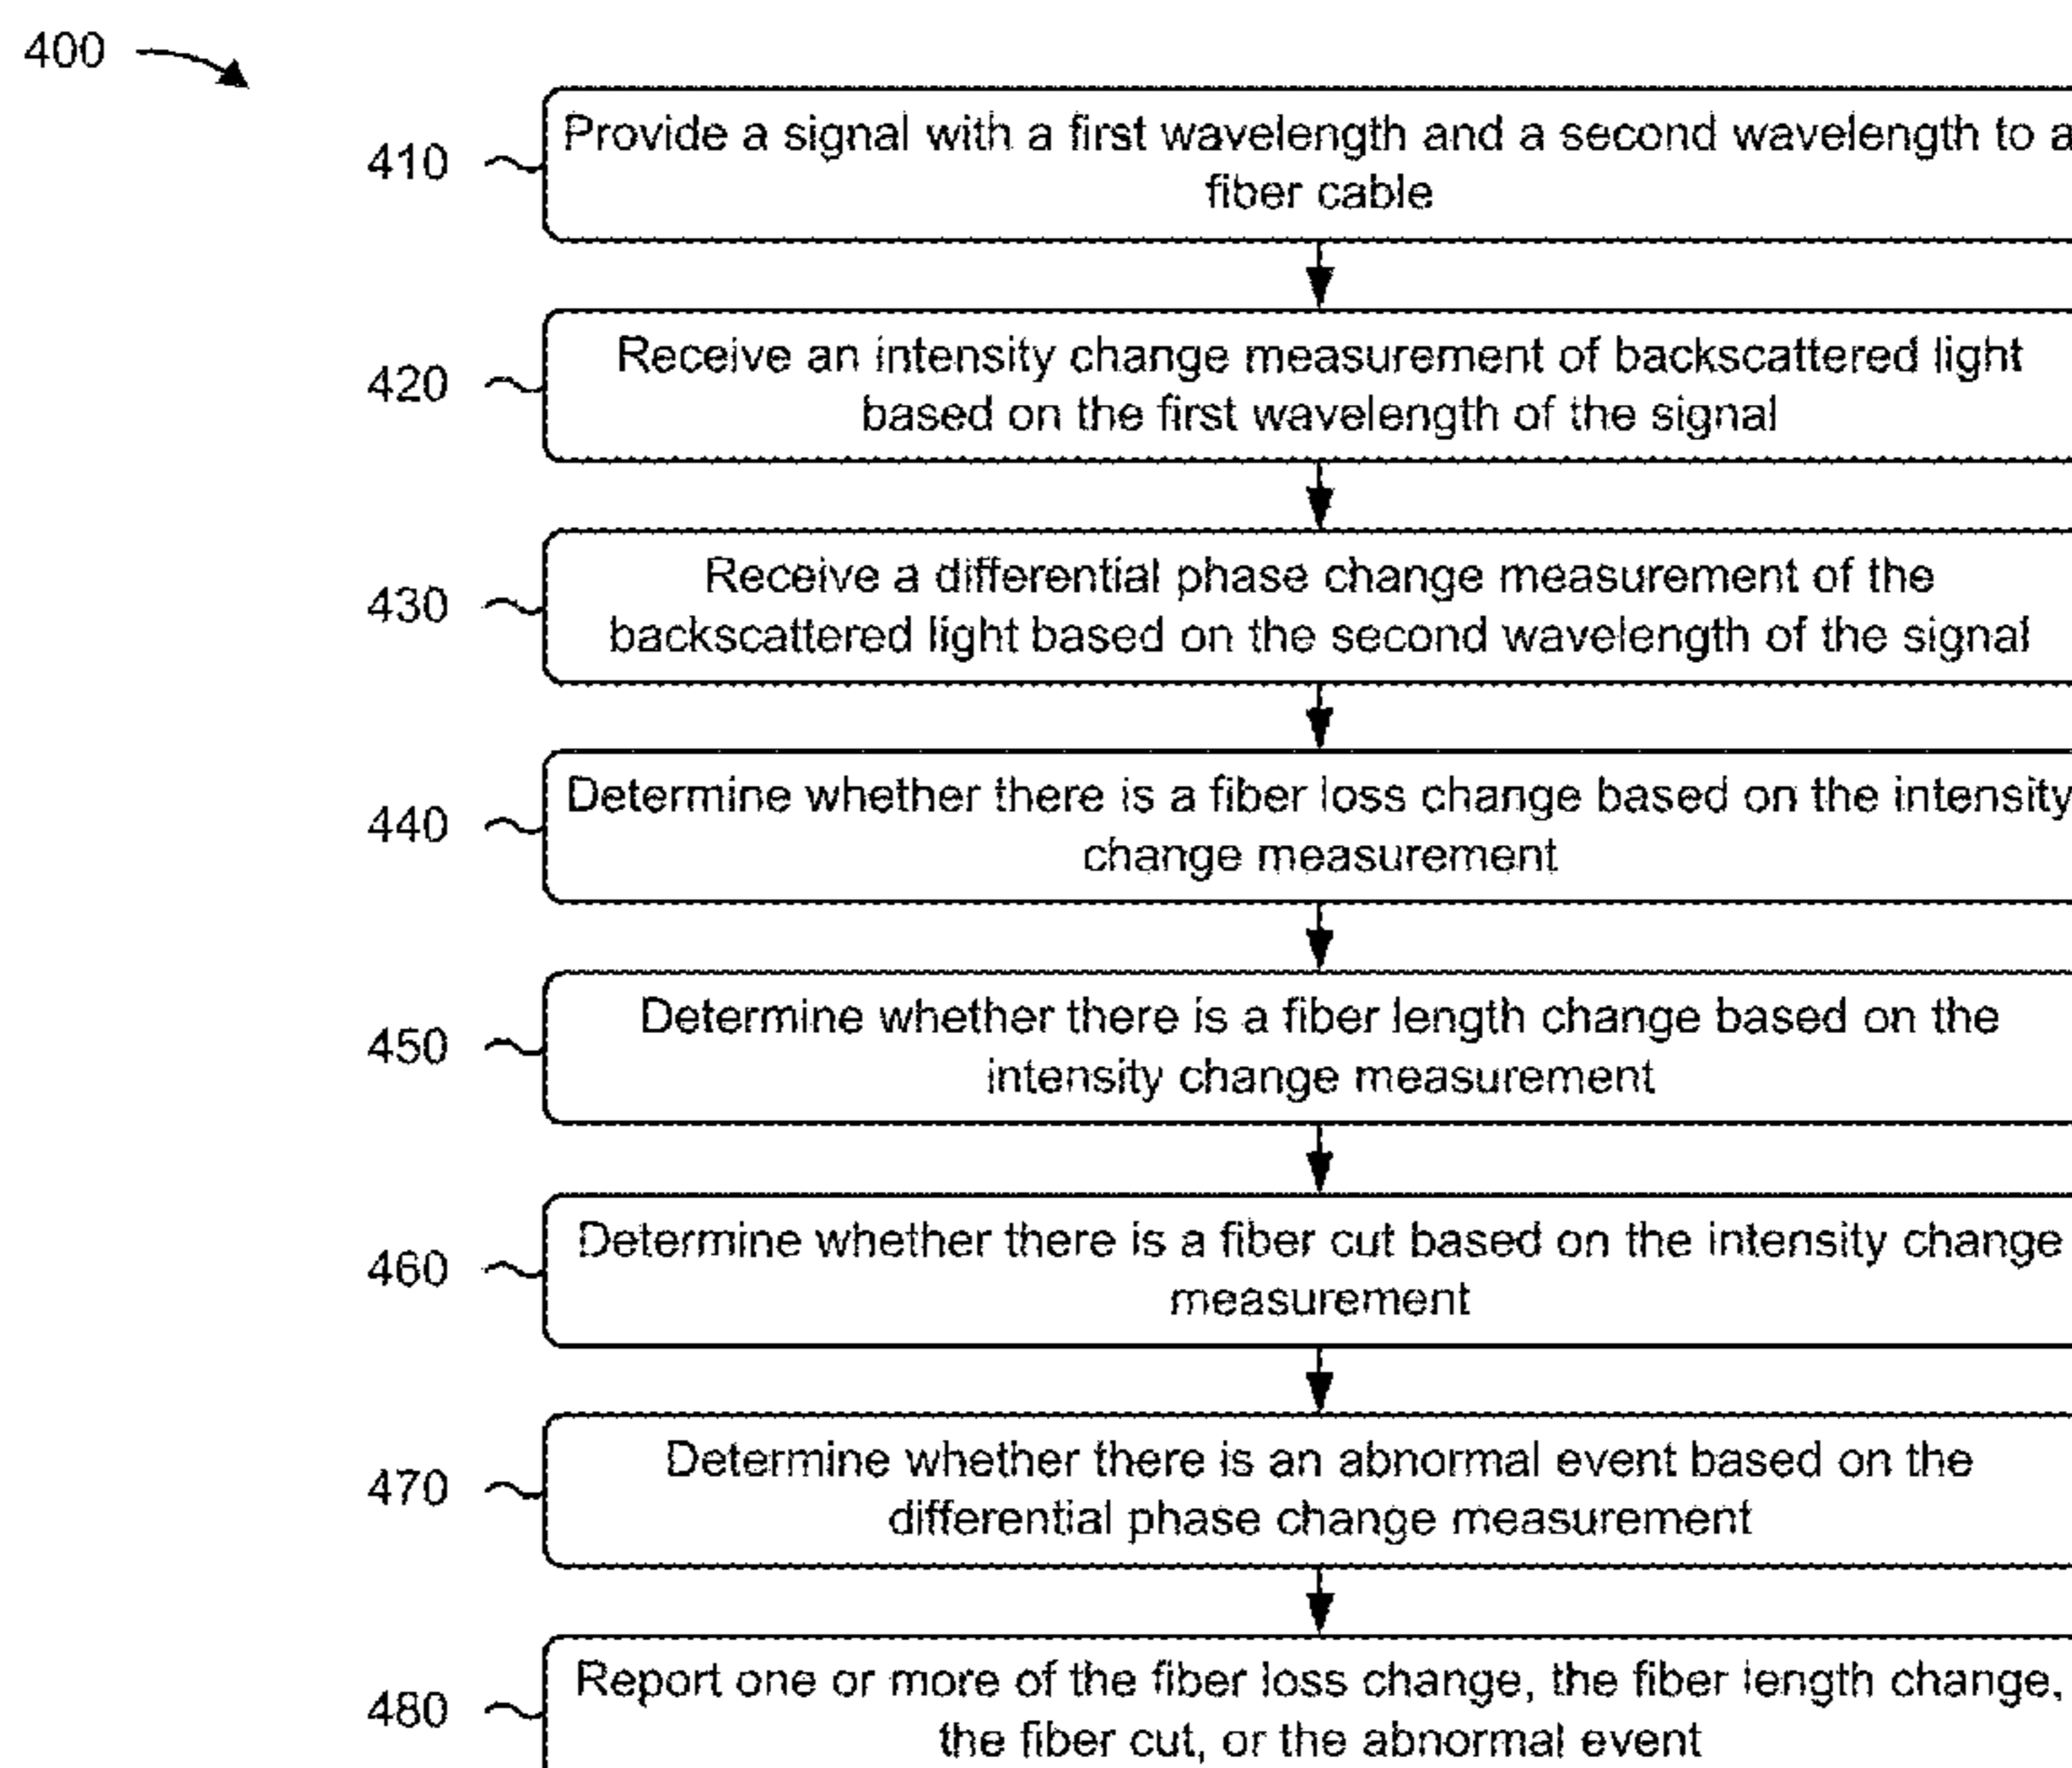 400
410
Provide a signal with a first wavelength and a second wavelength to a
fiber cable
420
Receive an intensity change measurement of backscattered light
based on the first wavelength of the signal
430
Receive a differential phase change measurement of the
backscattered light based on the second wavelength of the signal
440
Determine whether there is a fiber loss change based on the intensity
change measurement
450
Determine whether there is a fiber length change based on the
intensity change measurement
460
Determine whether there is a fiber cut based on the intensity change
measurement
470
Determine whether there is an abnormal event based on the
differential phase change measurement
480
Report one or more of the fiber loss change, the fiber length change,
the fiber cut, or the abnormal event